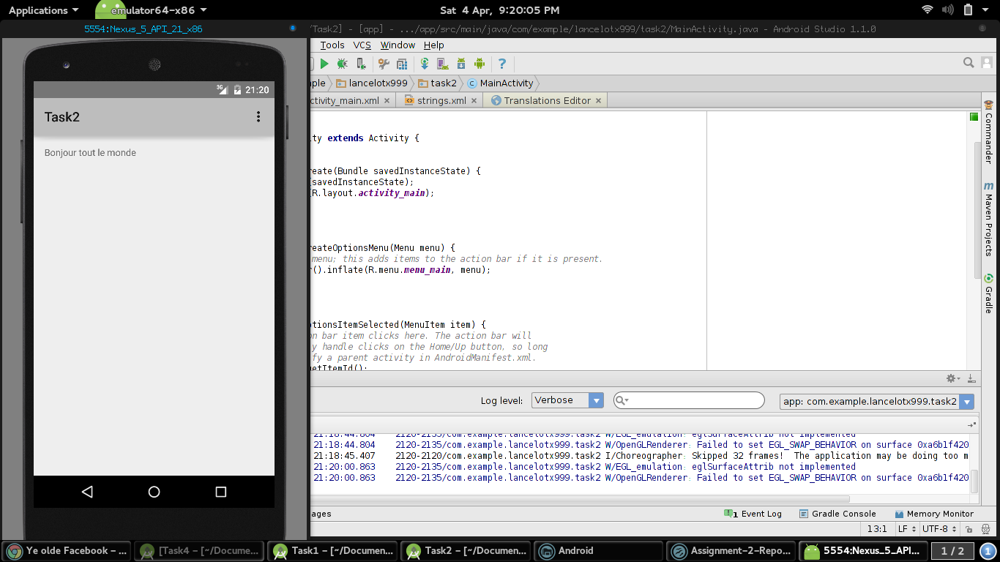 Applications
emulator64-x86
Sat 4 Apr, 9:20:05 PM
5554:Nexus_5_API_21_x86
/Task2] - [app] - .../app/src/main/java/com/example/lancelotx999/task2/MainActivity.java - Android Studio 1.1.0
Tools VCS Window Help
ple lancelotx999 task2 MainActivity
ctivity_main.xml strings.xml Translations Editor
3G 21:20
Task2
Bonjour tout le monde
ity extends Activity {
reate(Bundle savedInstanceState) {
(savedInstanceState);
(R.layout.activity_main);
reateOptionsMenu(Menu menu) {
menu; this adds items to the action bar if it is present.
r().inflate(R.menu.menu_main, menu);
ptionsItemSelected(MenuItem item) {
on bar item clicks here. The action bar will
ly handle clicks on the Home/Up button, so long
ify a parent activity in AndroidManifest.xml.
getItemId();
Commander
Maven Projects
Gradle
Log level: Verbose app: com.example.lancelotx999.task2
21:18:44.804 2120-2135/com.example.lancelotx999.task2 W/EGL_emulation: eglSurfaceAttrib not implemented
21:18:44.804 2120-2135/com.example.lancelotx999.task2 W/OpenGLRenderer: Failed to set EGL_SWAP_BEHAVIOR on surface 0xa6b1f420
21:18:45.407 2120-2120/com.example.lancelotx999.task2 I/Choreographer: Skipped 32 frames! The application may be doing too m
21:20:00.863 2120-2135/com.example.lancelotx999.task2 W/EGL_emulation: eglSurfaceAttrib not implemented
21:20:00.863 2120-2135/com.example.lancelotx999.task2 W/OpenGLRenderer: Failed to set EGL_SWAP_BEHAVIOR on surface 0xa6b1f420
ages
1 Event Log Gradle Console Memory Monitor
13:1 LF UTF-8
Ye olde Facebook – ... [Task4 – [~/Docume... Task1 – [~/Documen... Task2 – [~/Documen... Android Assignment-2-Repo... 5554:Nexus_5_API... 1 / 2 1